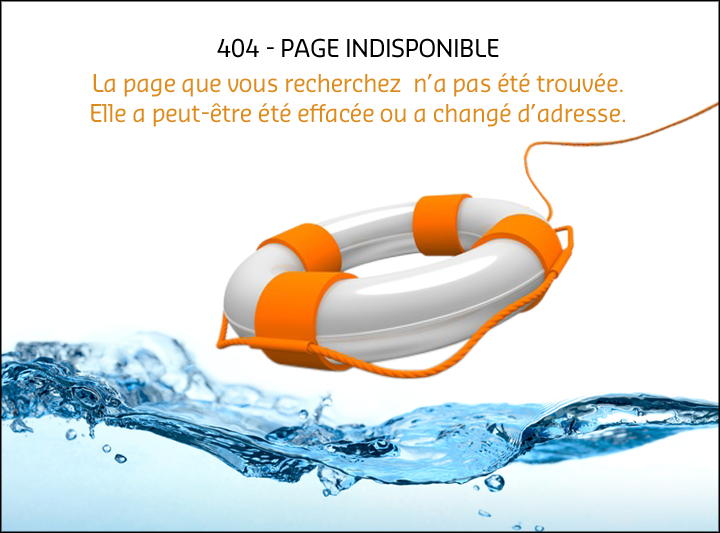 404 - PAGE INDISPONIBLE
La page que vous recherchez n'a pas été trouvée.
Elle a peut-être été effacée ou a changé d'adresse.